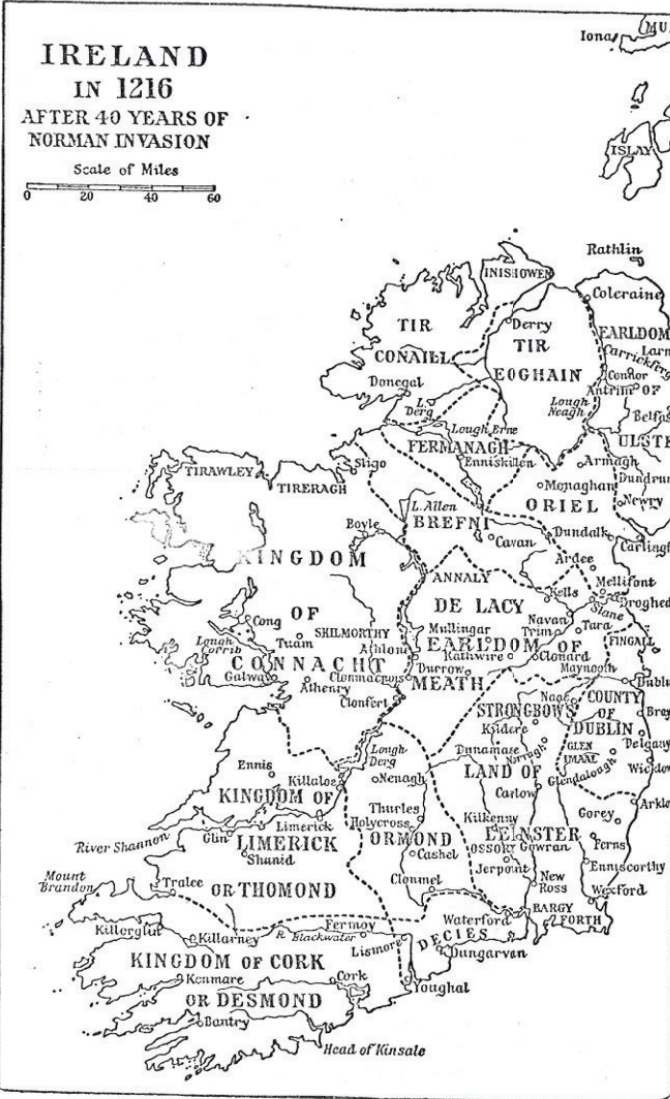 IRELAND
IN 1216
AFTER 40 YEARS OF
NORMAN INVASION
Scale of Miles
0 20 40 60
Iona
MU
ISLAY
Rathlin
INISHOWEN
Coleraine
TIR
CONAILL
Derry
TIR
EOGHAIN
EARLDOM
OF
ULSTE
Larn
Carrickferg
Connor
Antrim
Donegal
L.
Derg
Lough
Neagh
Belfas
Lough Erne
FERMANAGH
Enniskillen
Armagh
Dundrum
Monaghan
ORIEL
Newry
Sligo
TIRAWLEY
TIRERAGH
L. Allen
BREFNI
Boyle
Cavan
Dundalk
Carling
Ardee
KINGDOM
OF
CONNACHT
ANNALY
Mellifont
Kells
Slane
Drogheda
DE LACY
EARLDOM OF
MEATH
Navan
Trim
Tara
FINGALL
Cong
SHILMORTHY
Mullingar
Lough
Corrib
Tuam
Athlone
Rathwire
Clonard
Durrow
Maynooth
Galway
Clonmacnois
Dublin
Athenry
Clonfert
STRONGBOW'S
LAND OF
LEINSTER
Naas
COUNTY
OF
DUBLIN
Bray
Kildare
Delgany
Lough
Derg
Dunamase
Norragh
GLEN
IMAAL
Glendalough
Wicklow
Ennis
Killaloe
Nenagh
Carlow
Arklow
KINGDOM OF
LIMERICK
OR THOMOND
Thurles
Holycross
Kilkenny
Gorey
Limerick
River Shannon
Glin
Shanid
ORMOND
OSSORY
Gowran
Ferns
Cashel
Jerpoint
Enniscorthy
Mount
Brandon
Tralee
Clonmel
New
Ross
Wexford
BARGY
FORTH
Waterford
Killorglin
Killarney
R. Blackwater
Fermoy
Lismore
DECIES
Dungarvan
KINGDOM OF CORK
OR DESMOND
Kenmare
Cork
Youghal
Bantry
Head of Kinsale